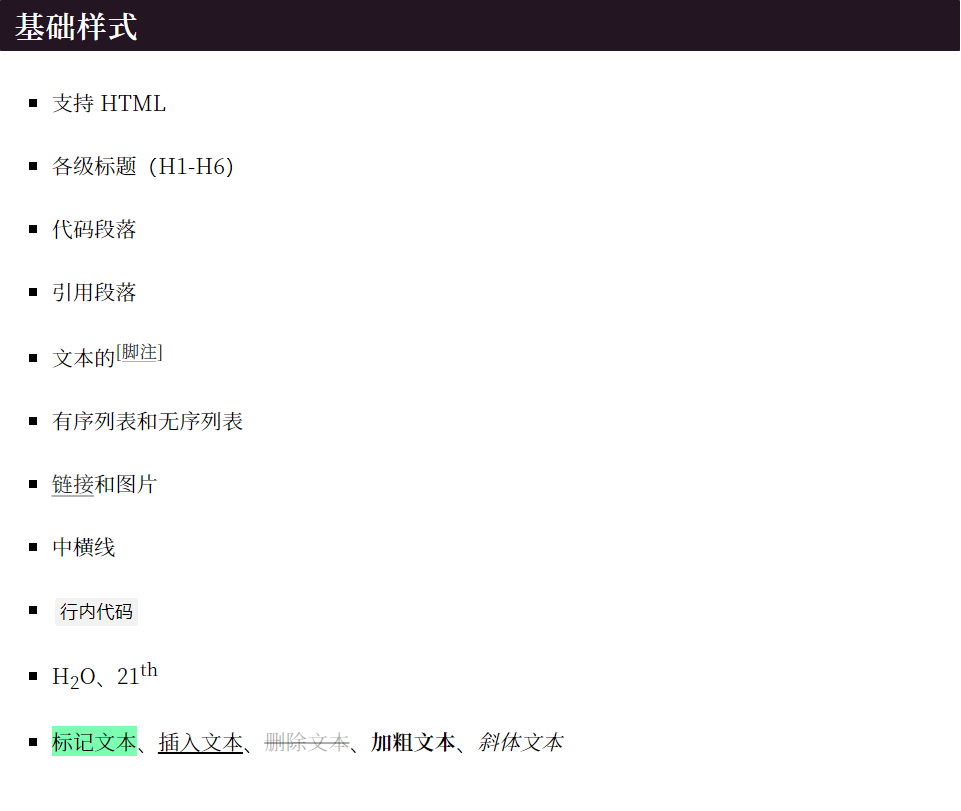 基础样式
支持 HTML
各级标题（H1-H6）
代码段落
引用段落
文本的[脚注]
有序列表和无序列表
链接和图片
中横线
行内代码
H2O、21th
标记文本、插入文本、删除文本、加粗文本、斜体文本